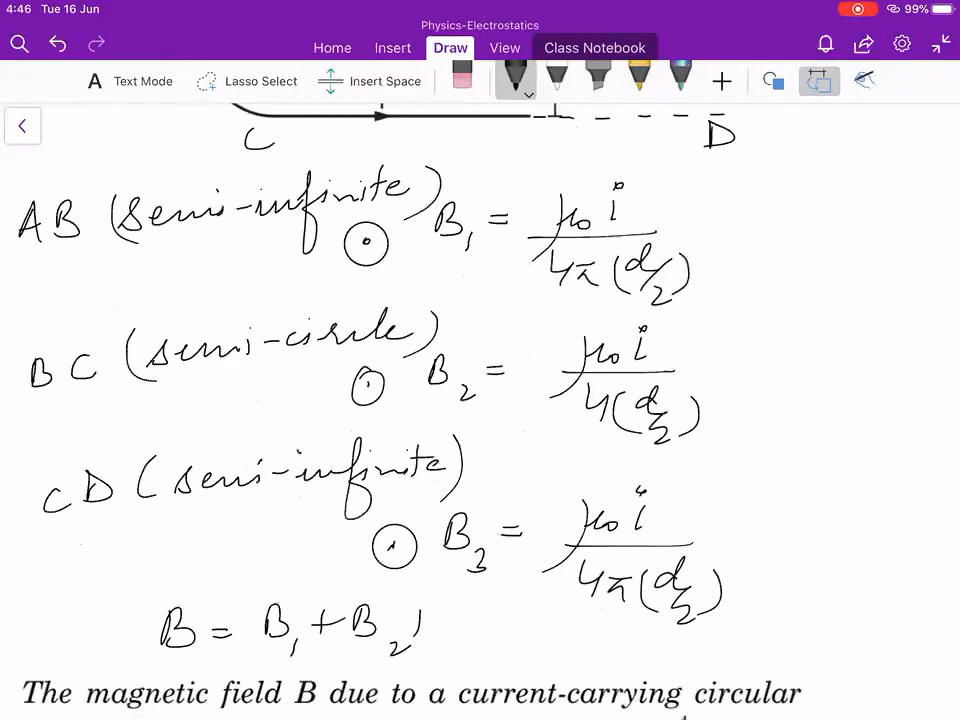 4:46 Tue 16 Jun 99%
Physics-Electrostatics
Home Insert Draw View Class Notebook
A Text Mode Lasso Select Insert Space
C D
AB (semi-infinite) ⊙ B₁ = μ₀ i / 4π(d/2)
BC (semi-circle) ⊙ B₂ = μ₀ i / 4(d/2)
CD (semi-infinite) ⊙ B₃ = μ₀ i / 4π(d/2)
B = B₁ + B₂
The magnetic field B due to a current-carrying circular